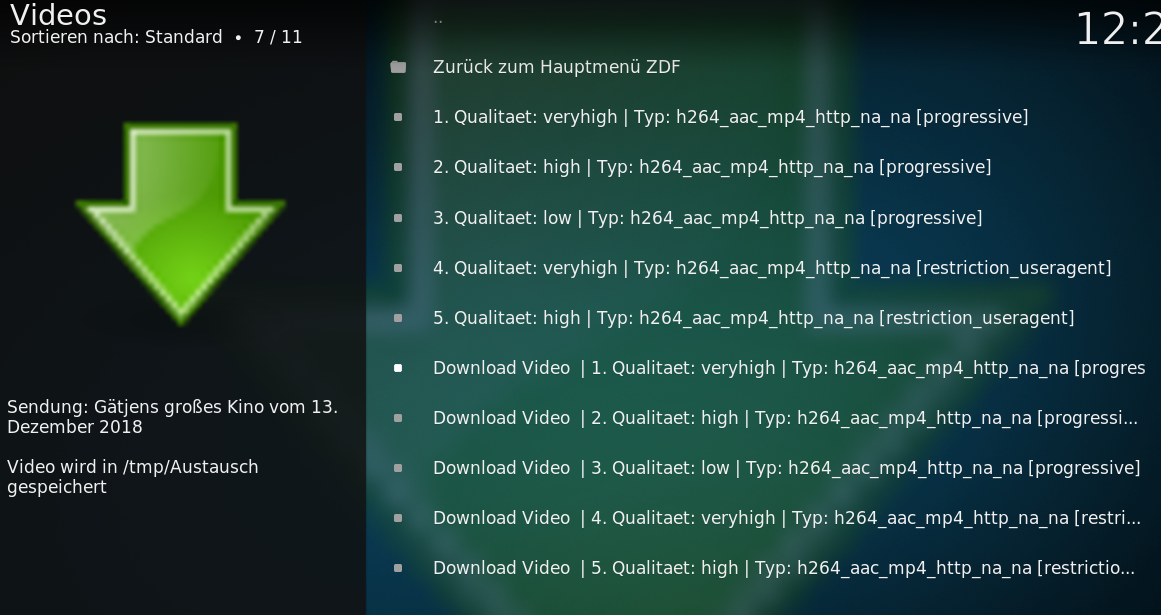 Videos
Sortieren nach: Standard • 7 / 11
12:2
..
Zurück zum Hauptmenü ZDF
1. Qualitaet: veryhigh | Typ: h264_aac_mp4_http_na_na [progressive]
2. Qualitaet: high | Typ: h264_aac_mp4_http_na_na [progressive]
3. Qualitaet: low | Typ: h264_aac_mp4_http_na_na [progressive]
4. Qualitaet: veryhigh | Typ: h264_aac_mp4_http_na_na [restriction_useragent]
5. Qualitaet: high | Typ: h264_aac_mp4_http_na_na [restriction_useragent]
Download Video | 1. Qualitaet: veryhigh | Typ: h264_aac_mp4_http_na_na [progres
Download Video | 2. Qualitaet: high | Typ: h264_aac_mp4_http_na_na [progressi...
Download Video | 3. Qualitaet: low | Typ: h264_aac_mp4_http_na_na [progressive]
Download Video | 4. Qualitaet: veryhigh | Typ: h264_aac_mp4_http_na_na [restri...
Download Video | 5. Qualitaet: high | Typ: h264_aac_mp4_http_na_na [restrictio...
Sendung: Gätjens großes Kino vom 13.
Dezember 2018
Video wird in /tmp/Austausch
gespeichert